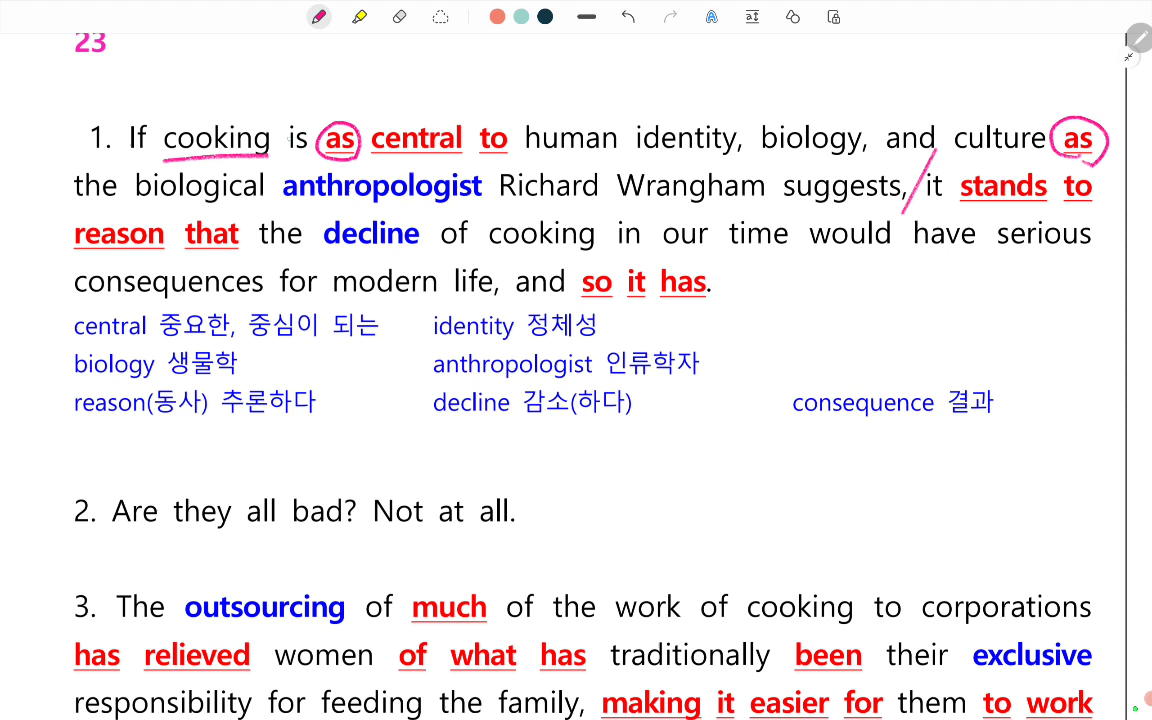 23
1. If cooking is as central to human identity, biology, and culture as
the biological anthropologist Richard Wrangham suggests, it stands to
reason that the decline of cooking in our time would have serious
consequences for modern life, and so it has.
central 중요한, 중심이 되는 identity 정체성
biology 생물학 anthropologist 인류학자
reason(동사) 추론하다 decline 감소(하다) consequence 결과
2. Are they all bad? Not at all.
3. The outsourcing of much of the work of cooking to corporations
has relieved women of what has traditionally been their exclusive
responsibility for feeding the family, making it easier for them to work